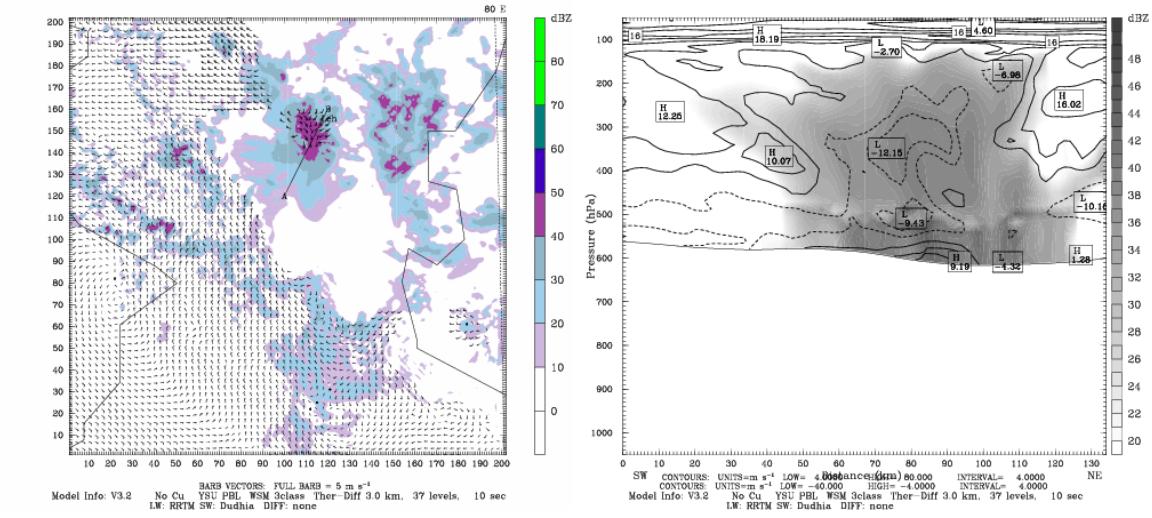 80 E
dBZ
200
190
180
170
160
150
140
130
120
110
100
90
80
70
60
50
40
30
20
10
B
eh
A
80
70
60
50
40
30
20
10
0
10 20 30 40 50 60 70 80 90 100 110 120 130 140 150 160 170 180 190 200
BARB VECTORS: FULL BARB = 5 m s⁻¹
Model Info: V3.2 No Cu YSU PBL WSM 3class Ther-Diff 3.0 km, 37 levels, 10 sec
LW: RRTM SW: Dudhia DIFF: none
dBZ
Pressure (hPa)
100
200
300
400
500
600
700
800
900
1000
16
H
18.19
L
4.60
16
16
L
-2.70
L
-6.98
H
12.25
H
16.02
H
10.07
L
-12.15
L
-10.16
L
-9.43
H
9.19
L
-4.32
H
1.28
48
46
44
42
40
38
36
34
32
30
28
26
24
22
21
20
0 10 20 30 40 50 60 70 80 90 100 110 120 130
SW Distance (km) NE
CONTOURS: UNITS=m s⁻¹ LOW= 4.0000 80.000 INTERVAL= 4.0000
CONTOURS: UNITS=m s⁻¹ LOW= -40.000 HIGH= -4.0000 INTERVAL= 4.0000
Model Info: V3.2 No Cu YSU PBL WSM 3class Ther-Diff 3.0 km, 37 levels, 10 sec
LW: RRTM SW: Dudhia DIFF: none